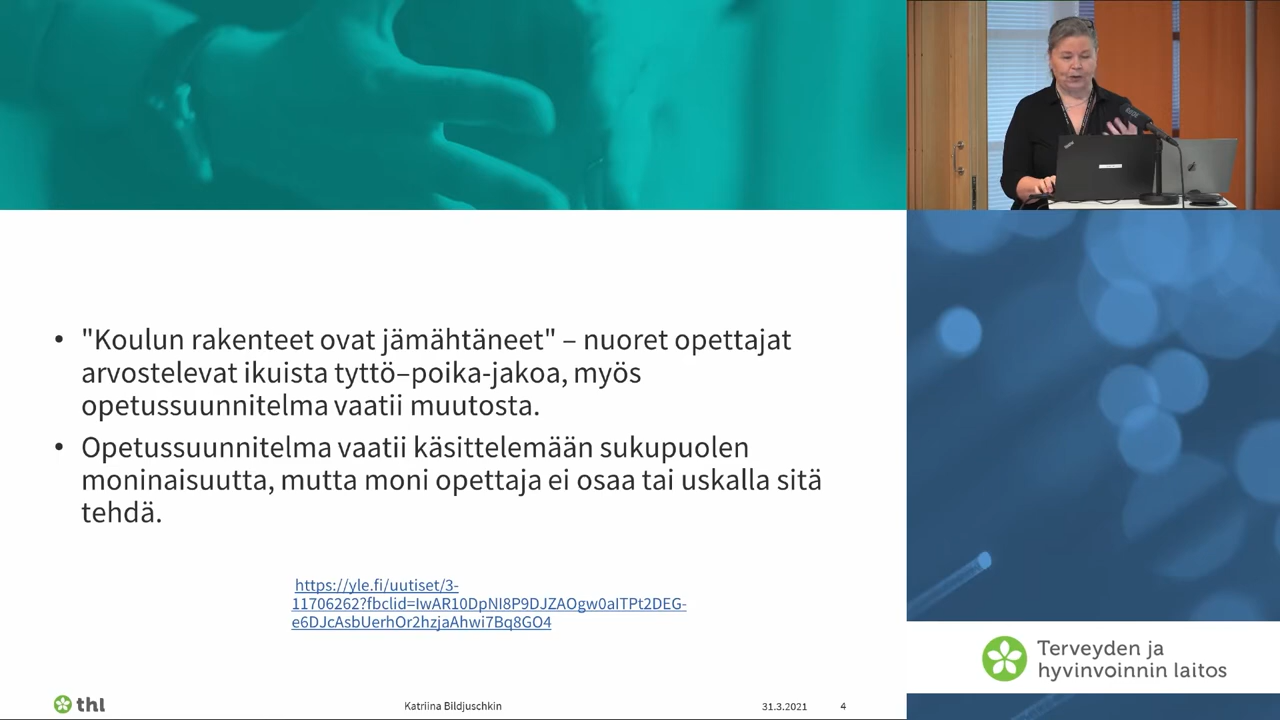 • "Koulun rakenteet ovat jämähtäneet" – nuoret opettajat
arvostelevat ikuista tyttö–poika-jakoa, myös
opetussuunnitelma vaatii muutosta.
• Opetussuunnitelma vaatii käsittelemään sukupuolen
moninaisuutta, mutta moni opettaja ei osaa tai uskalla sitä
tehdä.
https://yle.fi/uutiset/3-
11706262?fbclid=IwAR10DpNI8P9DJZAOgw0aITPt2DEG-
e6DJcAsbUerhOr2hzjaAhwi7Bq8GO4
thl
Katriina Bildjuschkin
31.3.2021
4
Terveyden ja
hyvinvoinnin laitos